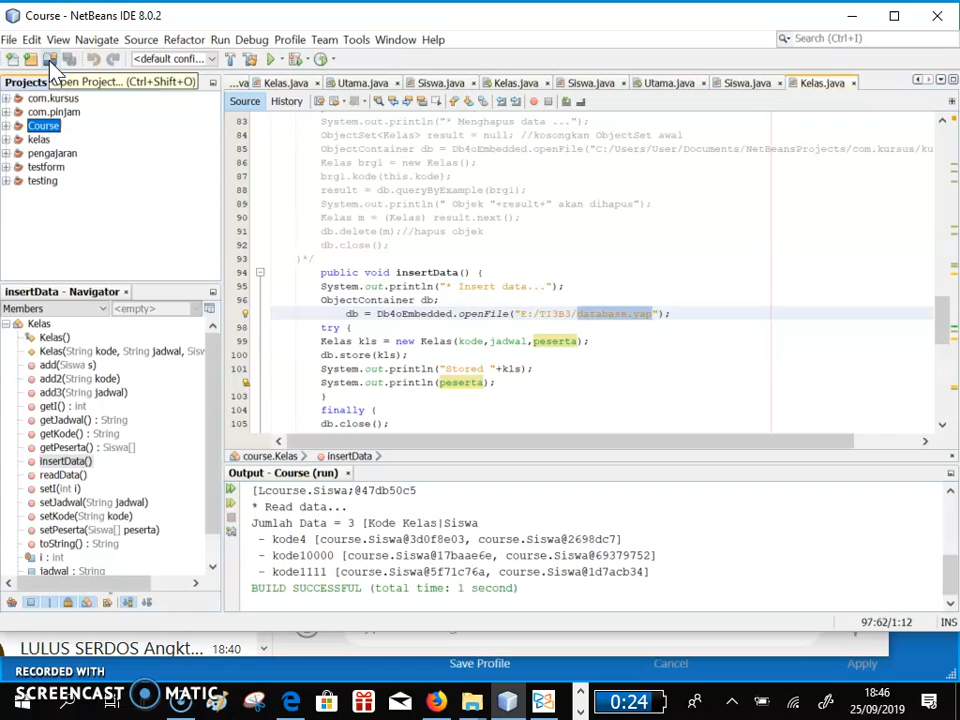 Course - NetBeans IDE 8.0.2
File Edit View Navigate Source Refactor Run Debug Profile Team Tools Window Help
Search (Ctrl+I)
<default confi...
Open Project... (Ctrl+Shift+O)
Projects
com.kursus
com.pinjam
Course
kelas
pengajaran
testform
testing
...va Kelas.java × Utama.java × Siswa.java × Kelas.java × Siswa.java × Utama.java × Siswa.java × Kelas.java ×
Source History
83 System.out.println("* Menghapus data ...");
84 ObjectSet<Kelas> result = null; //kosongkan ObjectSet awal
85 ObjectContainer db = Db4oEmbedded.openFile("C:/Users/User/Documents/NetBeansProjects/com.kursus/ku
86 Kelas brg1 = new Kelas();
87 brg1.kode(this.kode);
88 result = db.queryByExample(brg1);
89 System.out.println(" Objek "+result+" akan dihapus");
90 Kelas m = (Kelas) result.next();
91 db.delete(m);//hapus objek
92 db.close();
93 }*/
94 public void insertData() {
95 System.out.println("* Insert data...");
96 ObjectContainer db;
db = Db4oEmbedded.openFile("E:/TI3B3/database.yap");
98 try {
99 Kelas kls = new Kelas(kode,jadwal,peserta);
100 db.store(kls);
101 System.out.println("Stored "+kls);
System.out.println(peserta);
103 }
104 finally {
105 db.close();
course.Kelas insertData
insertData - Navigator ×
Members <empty>
Kelas
Kelas()
Kelas(String kode, String jadwal, Sisw
add(Siswa s)
add2(String kode)
add3(String jadwal)
getI() : int
getJadwal() : String
getKode() : String
getPeserta() : Siswa[]
insertData()
readData()
setI(int i)
setJadwal(String jadwal)
setKode(String kode)
setPeserta(Siswa[] peserta)
toString() : String
i : int
jadwal : String
Output - Course (run) ×
[Lcourse.Siswa;@47db50c5
* Read data...
Jumlah Data = 3 [Kode Kelas|Siswa
- kode4 [course.Siswa@3d0f8e03, course.Siswa@2698dc7]
- kode10000 [course.Siswa@17baae6e, course.Siswa@69379752]
- kode1111 [course.Siswa@5f71c76a, course.Siswa@1d7acb34]
BUILD SUCCESSFUL (total time: 1 second)
97:62/1:12 INS
LULUS SERDOS Angkt... 18:40
Save Profile Cancel Apply
RECORDED WITH
SCREENCAST MATIC
0:24
18:46
25/09/2019